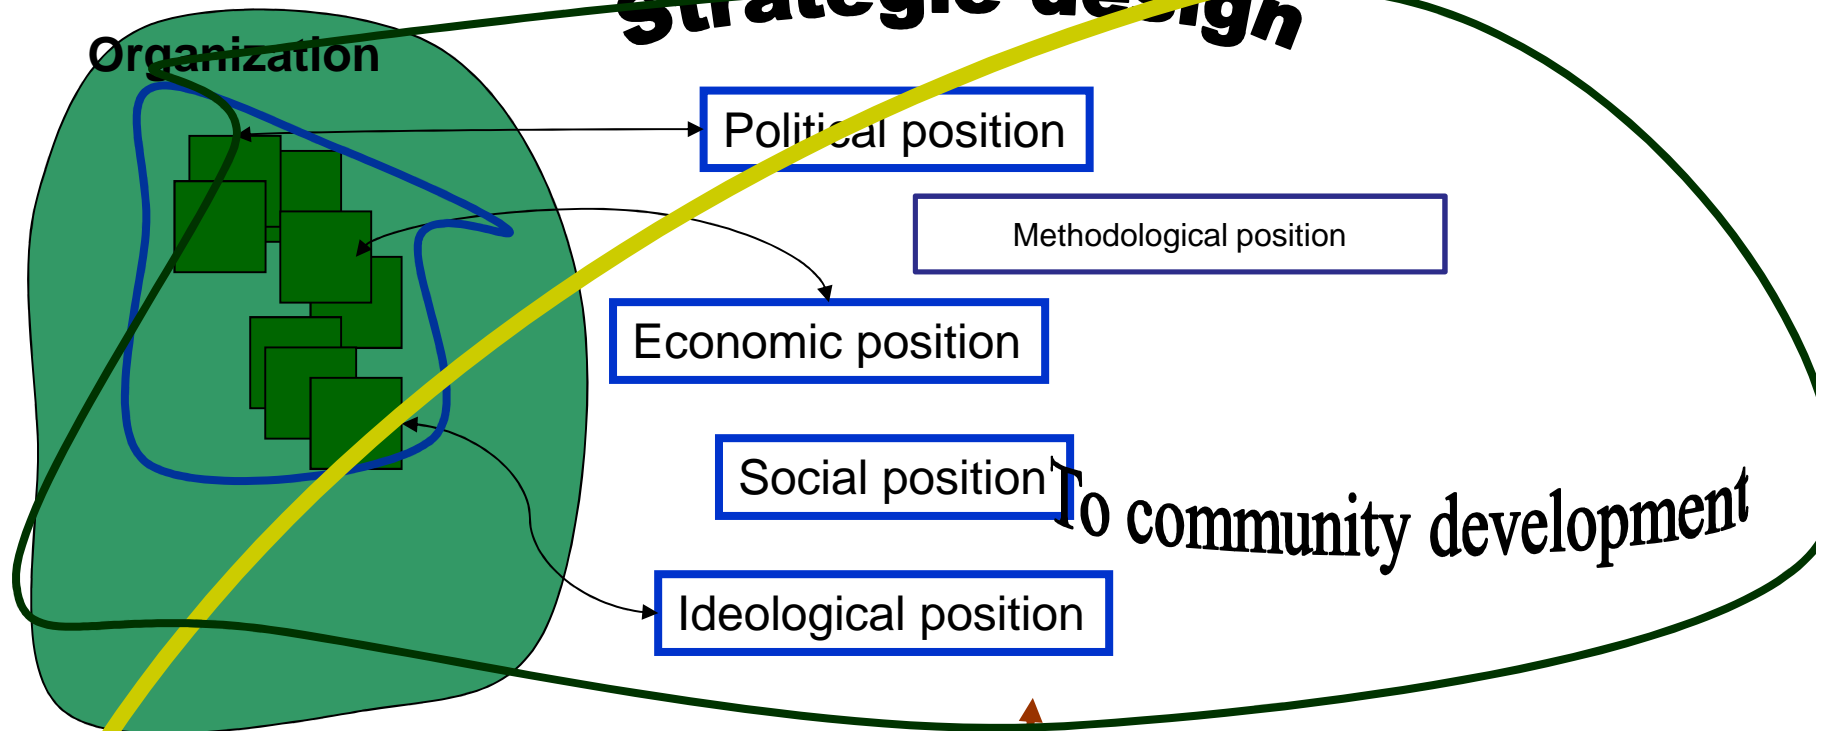 Strategic design
Organization
Political position
Methodological position
Economic position
Social position
To community development
Ideological position